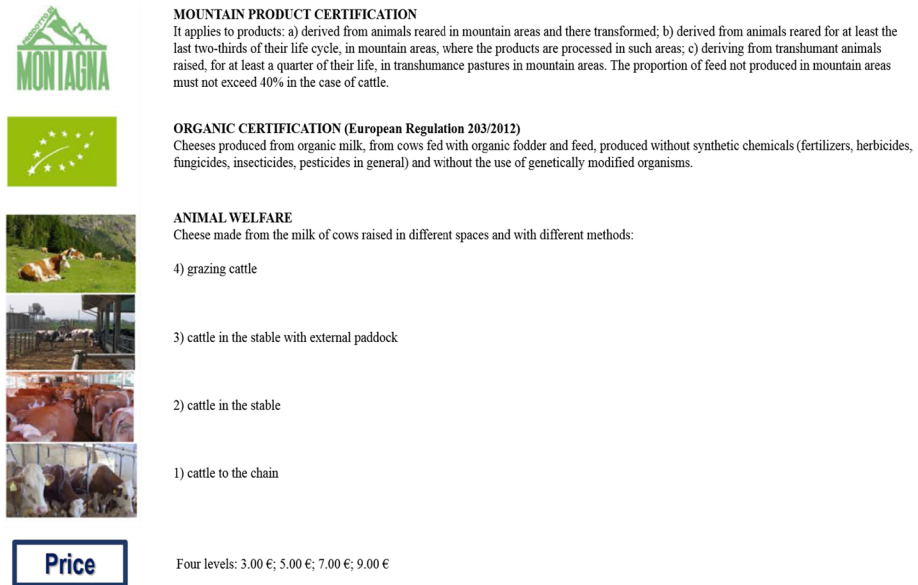 PRODOTTO DI
MONTAGNA
MOUNTAIN PRODUCT CERTIFICATION
It applies to products: a) derived from animals reared in mountain areas and there transformed; b) derived from animals reared for at least the
last two-thirds of their life cycle, in mountain areas, where the products are processed in such areas; c) deriving from transhumant animals
raised, for at least a quarter of their life, in transhumance pastures in mountain areas. The proportion of feed not produced in mountain areas
must not exceed 40% in the case of cattle.
ORGANIC CERTIFICATION (European Regulation 203/2012)
Cheeses produced from organic milk, from cows fed with organic fodder and feed, produced without synthetic chemicals (fertilizers, herbicides,
fungicides, insecticides, pesticides in general) and without the use of genetically modified organisms.
ANIMAL WELFARE
Cheese made from the milk of cows raised in different spaces and with different methods:
4) grazing cattle
3) cattle in the stable with external paddock
2) cattle in the stable
1) cattle to the chain
Price
Four levels: 3.00 €; 5.00 €; 7.00 €; 9.00 €